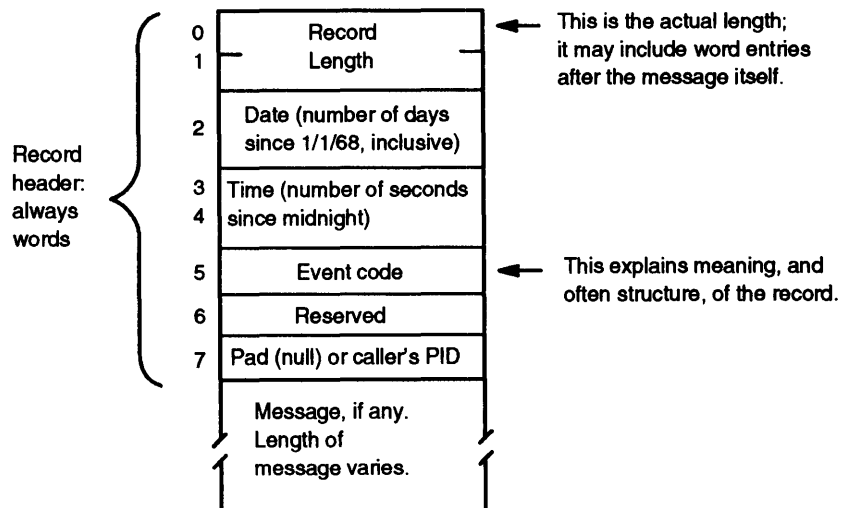 0
Record
1
Length
This is the actual length;
it may include word entries
after the message itself.
2
Date (number of days
since 1/1/68, inclusive)
Record
header:
always
words
3
Time (number of seconds
4
since midnight)
5
Event code
This explains meaning, and
often structure, of the record.
6
Reserved
7
Pad (null) or caller's PID
Message, if any.
Length of
message varies.